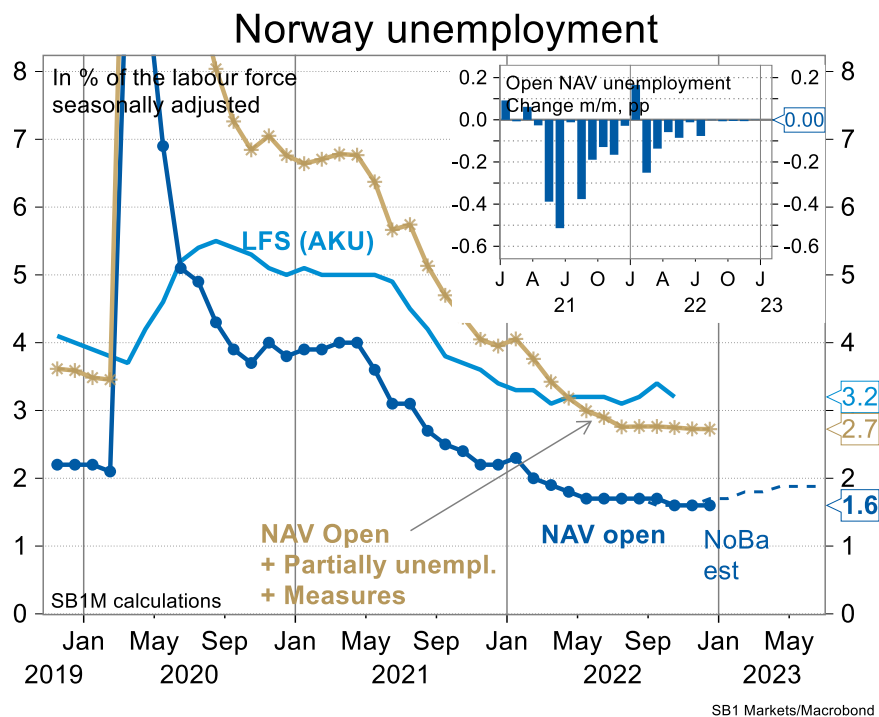 Norway unemployment
In % of the labour force
seasonally adjusted
8
7
6
5
4
3
2
1
0
8
7
6
5
4
3
2
1
0
Open NAV unemployment
Change m/m, pp
0.2
0.0
-0.2
-0.4
-0.6
0.2
0.00
-0.2
-0.4
-0.6
J A J O J A J O J
21 22 23
LFS (AKU)
3.2
2.7
1.6
NAV Open
+ Partially unempl.
+ Measures
NAV open
NoBa
est
SB1M calculations
Jan May Sep Jan May Sep Jan May Sep Jan May
2019 2020 2021 2022 2023
SB1 Markets/Macrobond